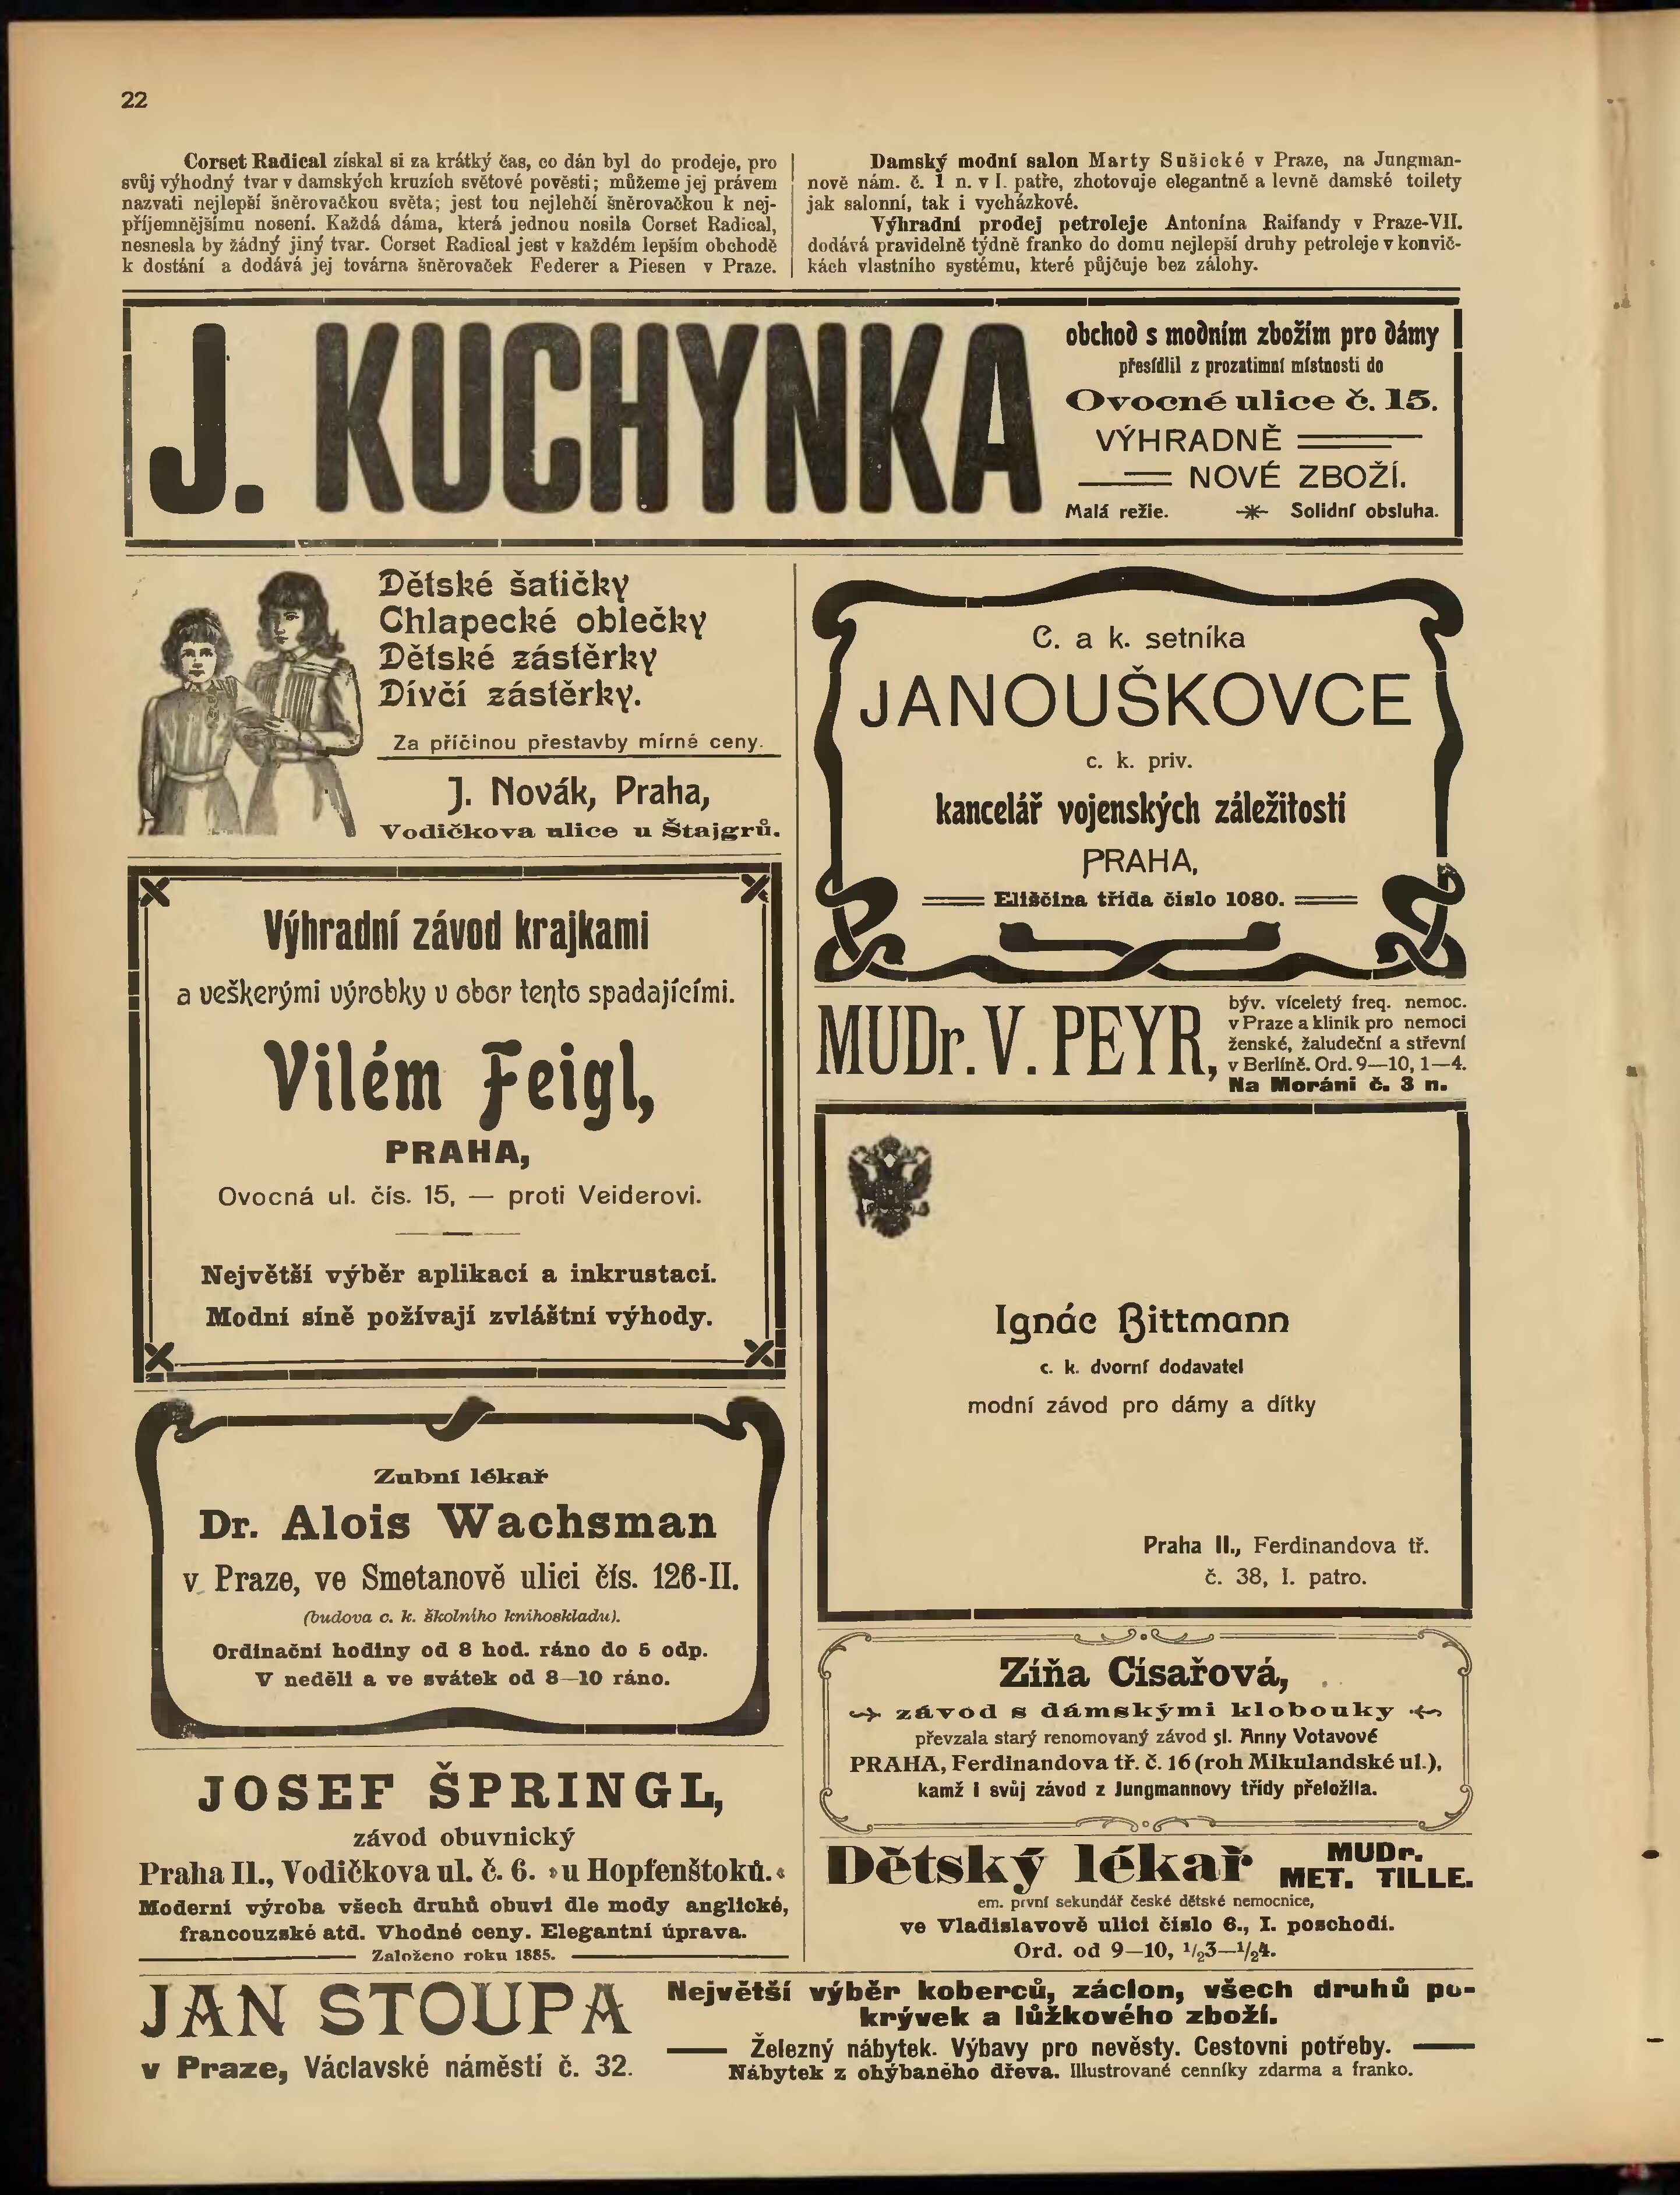 22
Corset Radical získal si za krátký čas, co dán byl do prodeje, pro
svůj výhodný tvar v damských kruzích světové pověsti; můžeme jej právem
nazvati nejlepší šněrovačkou světa; jest tou nejlehčí šněrovačkou k nej-
příjemnějšímu nosení. Každá dáma, která jednou nosila Corset Radical,
nesnesla by žádný jiný tvar. Corset Radical jest v každém lepším obchodě
k dostání a dodává jej továrna šněrovaček Federer a Piesen v Praze.
Damský modní salon Marty Sušické v Praze, na Jungman-
nově nám. č. 1 n. v I. patře, zhotovuje elegantně a levně damské toilety
jak salonní, tak i vycházkové.
Výhradní prodej petroleje Antonína Raifandy v Praze-VII.
dodává pravidelně týdně franko do domu nejlepší druhy petroleje v konvič-
kách vlastního systému, které půjčuje bez zálohy.
J. KUCHYNKA
obchod s modním zbožím pro dámy
přesídlil z prozatimní místnosti do
Ovocné ulice č. 15.
VÝHRADNĚ
NOVÉ ZBOŽÍ.
Malá režie. Solidní obsluha.
Dětské šatičky
Chlapecké oblečky
Dětské zástěrky
Dívčí zástěrky.
Za příčinou přestavby mírné ceny.
J. Novák, Praha,
Vodičkova ulice u Štajgrů.
C. a k. setníka
JANOUŠKOVCE
c. k. priv.
kancelář vojenských záležitostí
PRAHA,
Eliščina třída číslo 1080.
Výhradní závod krajkami
a veškerými výrobky v obor tento spadajícími.
Vilém Feigl,
PRAHA,
Ovocná ul. čís. 15, — proti Veiderovi.
Největší výběr aplikací a inkrustací.
Modní síně požívají zvláštní výhody.
MUDr. V. PEYR,
býv. víceletý freq. nemoc.
v Praze a klinik pro nemoci
ženské, žaludeční a střevní
v Berlíně. Ord. 9—10, 1—4.
Na Moráni č. 3 n.
Ignác Bittmann
c. k. dvorní dodavatel
modní závod pro dámy a dítky
Praha II., Ferdinandova tř.
č. 38, I. patro.
Zubní lékař
Dr. Alois Wachsman
v Praze, ve Smetanově ulici čís. 126-II.
(budova c. k. školního knihoskladu).
Ordinační hodiny od 8 hod. ráno do 5 odp.
V neděli a ve svátek od 8—10 ráno.
Zíňa Císařová,
závod s dámskými klobouky
převzala starý renomovaný závod sl. Anny Votavové
PRAHA, Ferdinandova tř. č. 16 (roh Mikulandské ul.),
kamž i svůj závod z Jungmannovy třídy přeložila.
JOSEF ŠPRINGL,
závod obuvnický
Praha II., Vodičkova ul. č. 6. »u Hopfenštoků.«
Moderní výroba všech druhů obuvi dle mody anglické,
francouzské atd. Vhodné ceny. Elegantní úprava.
Založeno roku 1885.
Dětský lékař MUDr.
MET. TILLE.
em. první sekundář české dětské nemocnice,
ve Vladislavově ulici číslo 6., I. poschodí.
Ord. od 9—10, 1/23—1/24.
JAN STOUPA
v Praze, Václavské náměstí č. 32.
Největší výběr koberců, záclon, všech druhů po-
krývek a lůžkového zboží.
Železný nábytek. Výbavy pro nevěsty. Cestovní potřeby.
Nábytek z ohýbaného dřeva. Illustrované cenníky zdarma a franko.